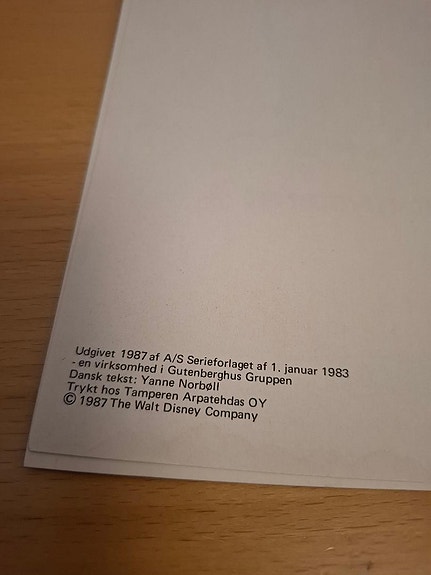 Udgivet 1987 af A/S Serieforlaget af 1. januar 1983
- en virksomhed i Gutenberghus Gruppen
Dansk tekst: Yanne Norbøll
Trykt hos Tamperen Arpatehdas OY
© 1987 The Walt Disney Company